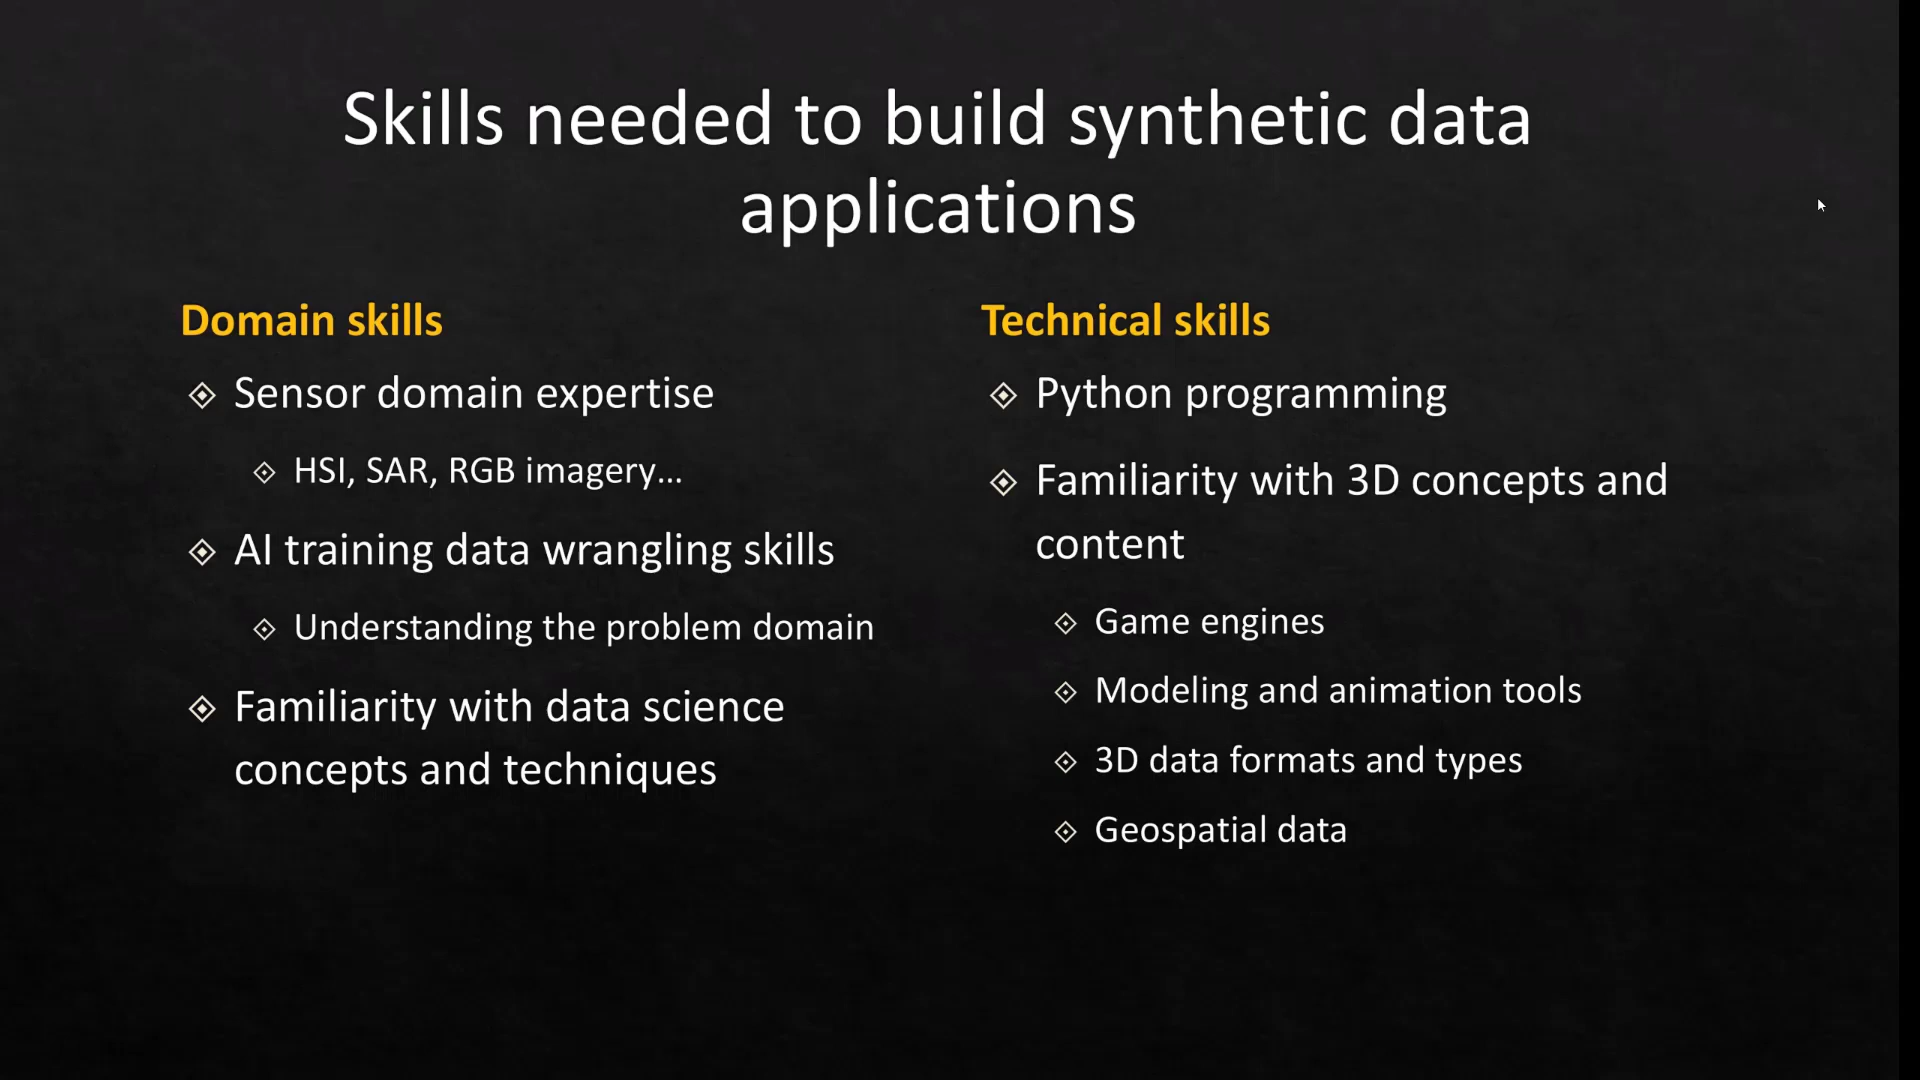 Skills needed to build synthetic data
applications
Domain skills
Sensor domain expertise
HSI, SAR, RGB imagery...
AI training data wrangling skills
Understanding the problem domain
Familiarity with data science
concepts and techniques
Technical skills
Python programming
Familiarity with 3D concepts and
content
Game engines
Modeling and animation tools
3D data formats and types
Geospatial data